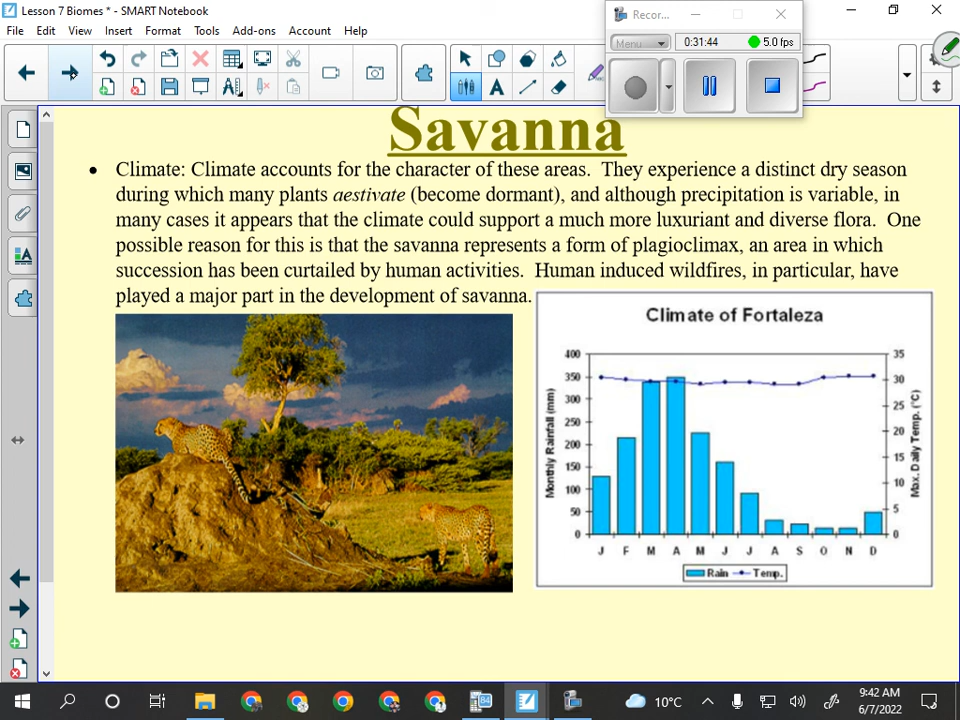 Lesson 7 Biomes * - SMART Notebook
File Edit View Insert Format Tools Add-ons Account Help
Recor...
Menu 0:31:44 5.0 fps
Savanna
• Climate: Climate accounts for the character of these areas. They experience a distinct dry season
during which many plants aestivate (become dormant), and although precipitation is variable, in
many cases it appears that the climate could support a much more luxuriant and diverse flora. One
possible reason for this is that the savanna represents a form of plagioclimax, an area in which
succession has been curtailed by human activities. Human induced wildfires, in particular, have
played a major part in the development of savanna.
Climate of Fortaleza
Monthly Rainfall (mm)
400
350
300
250
200
150
100
50
0
35
30
25
20
15
10
5
0
Max. Daily Temp. (°C)
J F M A M J J A S O N D
Rain Temp.
84
10°C
9:42 AM
6/7/2022